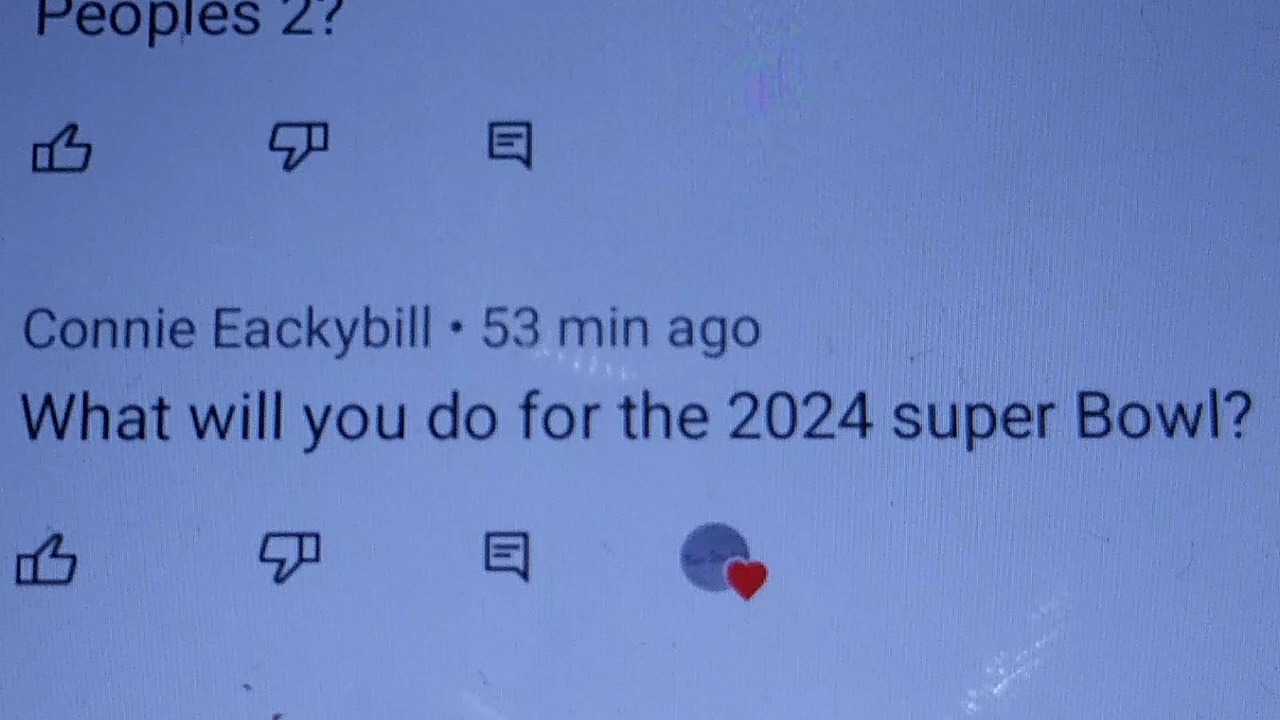 Peoples 2?
Connie Eackybill • 53 min ago
What will you do for the 2024 super Bowl?